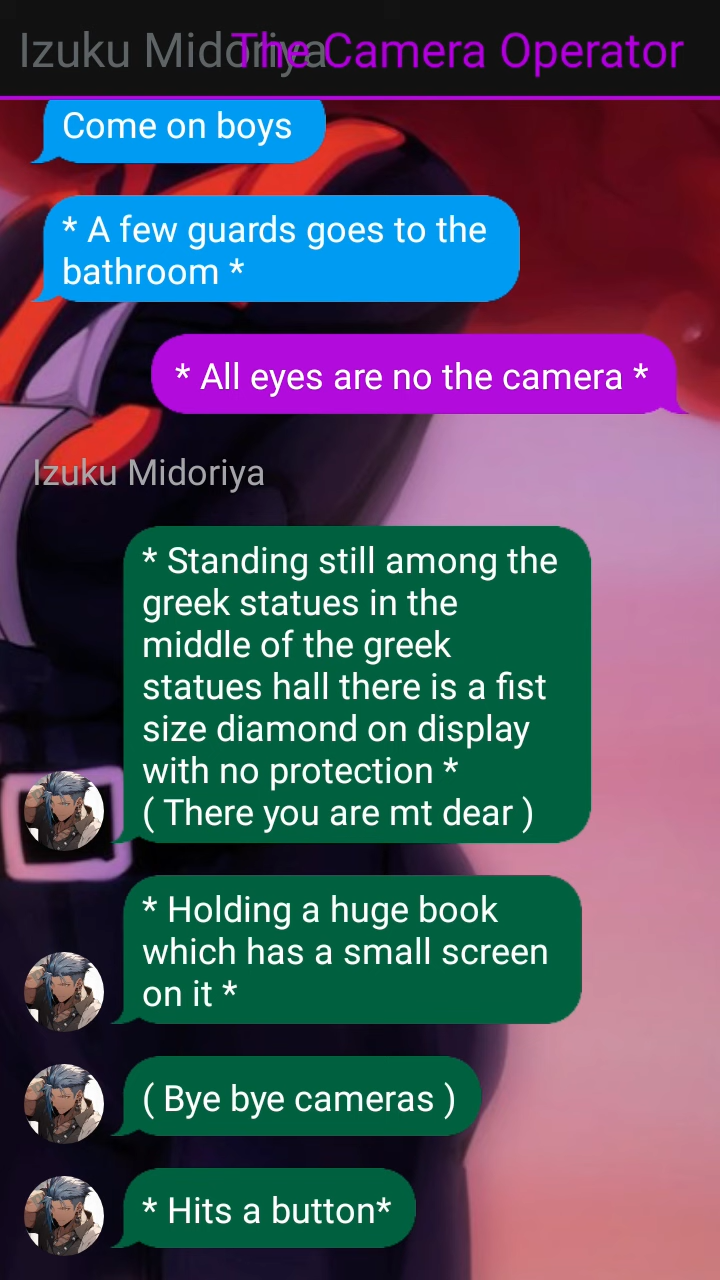 Izuku Midoriya
The Camera Operator
Come on boys
* A few guards goes to the
bathroom *
* All eyes are no the camera *
Izuku Midoriya
* Standing still among the
greek statues in the
middle of the greek
statues hall there is a fist
size diamond on display
with no protection *
( There you are mt dear )
* Holding a huge book
which has a small screen
on it *
( Bye bye cameras )
* Hits a button*